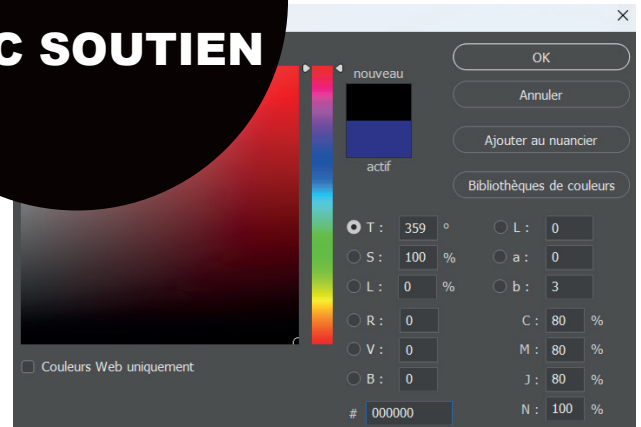 C SOUTIEN
nouveau
actif
OK
Annuler
Ajouter au nuancier
Bibliothèques de couleurs
T : 359 °
S : 100 %
L : 0 %
R : 0
V : 0
B : 0
# 000000
L : 0
a : 0
b : 3
C : 80 %
M : 80 %
J : 80 %
N : 100 %
Couleurs Web uniquement